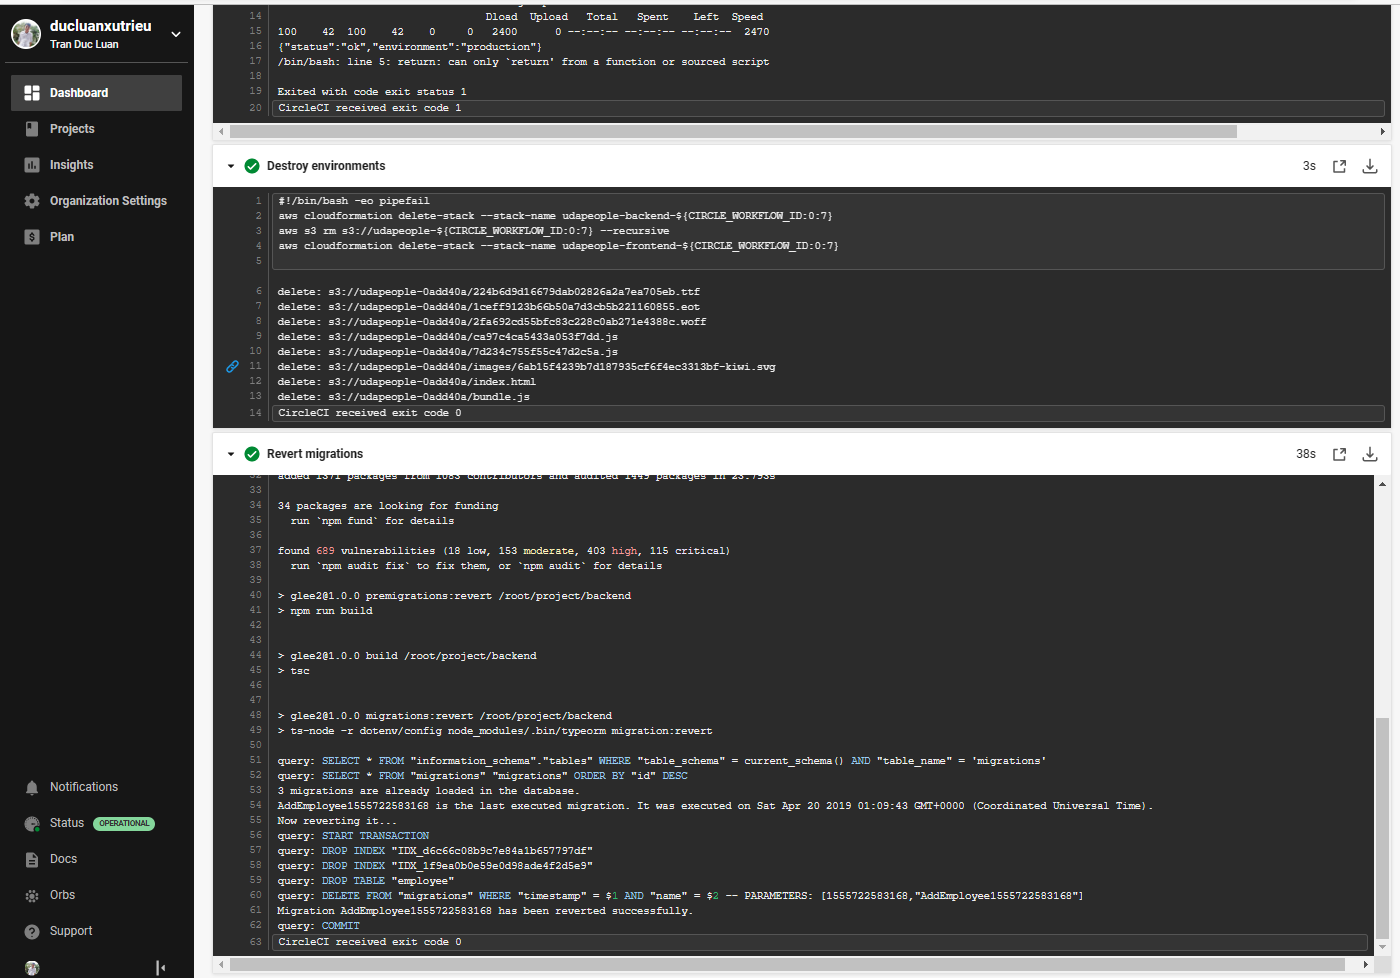 ducluanxutrieu
Tran Duc Luan
Dashboard
Projects
Insights
Organization Settings
Plan
Notifications
Status OPERATIONAL
Docs
Orbs
Support
14 Dload Upload Total Spent Left Speed
15 100 42 100 42 0 0 2400 0 --:--:-- --:--:-- --:--:-- 2470
16 {"status":"ok","environment":"production"}
17 /bin/bash: line 5: return: can only `return' from a function or sourced script
18
19 Exited with code exit status 1
20 CircleCI received exit code 1
Destroy environments 3s
1 #!/bin/bash -eo pipefail
2 aws cloudformation delete-stack --stack-name udapeople-backend-${CIRCLE_WORKFLOW_ID:0:7}
3 aws s3 rm s3://udapeople-${CIRCLE_WORKFLOW_ID:0:7} --recursive
4 aws cloudformation delete-stack --stack-name udapeople-frontend-${CIRCLE_WORKFLOW_ID:0:7}
5
6 delete: s3://udapeople-0add40a/224b6d9d16679dab02826a2a7ea705eb.ttf
7 delete: s3://udapeople-0add40a/1ceff9123b66b50a7d3cb5b221160855.eot
8 delete: s3://udapeople-0add40a/2fa692cd55bfc83c228c0ab271e4388c.woff
9 delete: s3://udapeople-0add40a/ca97c4ca5433a053f7dd.js
10 delete: s3://udapeople-0add40a/7d234c755f55c47d2c5a.js
11 delete: s3://udapeople-0add40a/images/6ab15f4239b7d187935cf6f4ec3313bf-kiwi.svg
12 delete: s3://udapeople-0add40a/index.html
13 delete: s3://udapeople-0add40a/bundle.js
14 CircleCI received exit code 0
Revert migrations 38s
32 added 1371 packages from 1083 contributors and audited 1449 packages in 23.793s
33
34 34 packages are looking for funding
35 run `npm fund` for details
36
37 found 689 vulnerabilities (18 low, 153 moderate, 403 high, 115 critical)
38 run `npm audit fix` to fix them, or `npm audit` for details
39
40 > glee2@1.0.0 premigrations:revert /root/project/backend
41 > npm run build
42
43
44 > glee2@1.0.0 build /root/project/backend
45 > tsc
46
47
48 > glee2@1.0.0 migrations:revert /root/project/backend
49 > ts-node -r dotenv/config node_modules/.bin/typeorm migration:revert
50
51 query: SELECT * FROM "information_schema"."tables" WHERE "table_schema" = current_schema() AND "table_name" = 'migrations'
52 query: SELECT * FROM "migrations" "migrations" ORDER BY "id" DESC
53 3 migrations are already loaded in the database.
54 AddEmployee1555722583168 is the last executed migration. It was executed on Sat Apr 20 2019 01:09:43 GMT+0000 (Coordinated Universal Time).
55 Now reverting it...
56 query: START TRANSACTION
57 query: DROP INDEX "IDX_d6c66c08b9c7e84a1b657797df"
58 query: DROP INDEX "IDX_1f9ea0b0e59e0d98ade4f2d5e9"
59 query: DROP TABLE "employee"
60 query: DELETE FROM "migrations" WHERE "timestamp" = $1 AND "name" = $2 -- PARAMETERS: [1555722583168,"AddEmployee1555722583168"]
61 Migration AddEmployee1555722583168 has been reverted successfully.
62 query: COMMIT
63 CircleCI received exit code 0